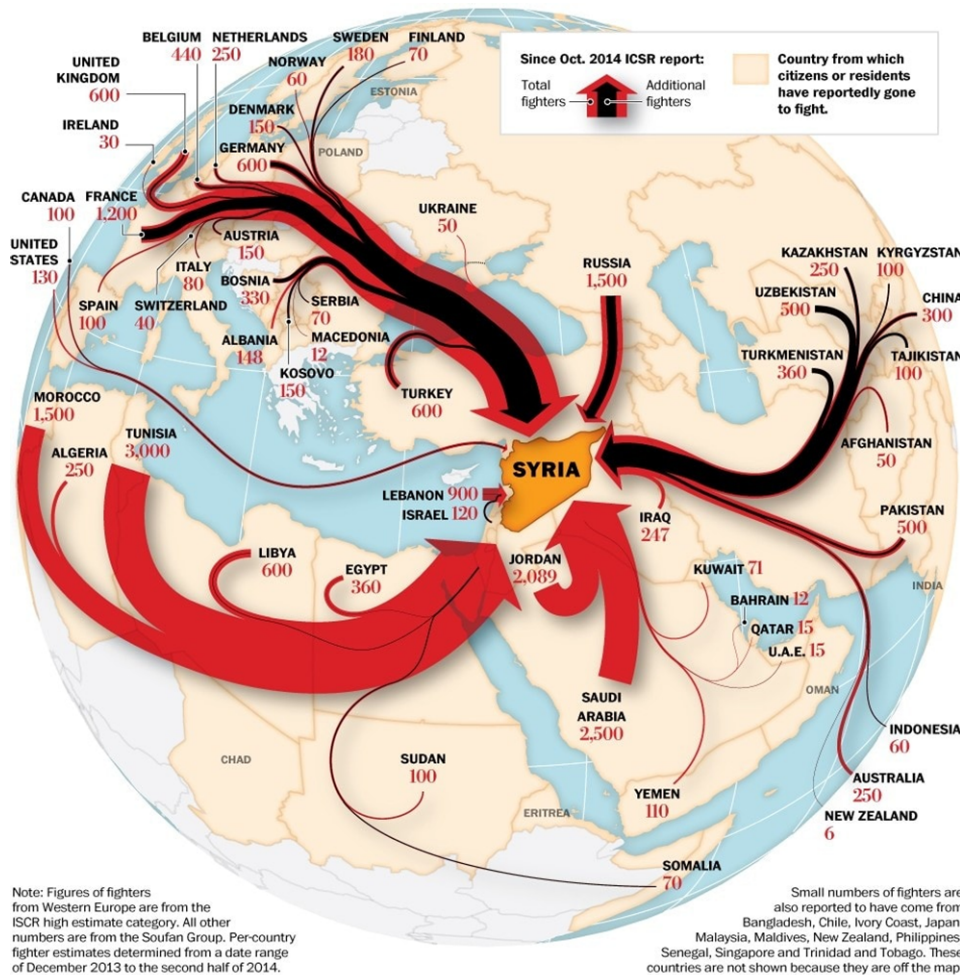 BELGIUM
440
NETHERLANDS
250
SWEDEN
180
FINLAND
70
NORWAY
60
UNITED
KINGDOM
600
IRELAND
30
DENMARK
150
GERMANY
600
ESTONIA
POLAND
Since Oct. 2014 ICSR report:
Total
fighters
Additional
fighters
Country from which
citizens or residents
have reportedly gone
to fight.
CANADA
100
FRANCE
1,200
UNITED
STATES
130
AUSTRIA
150
ITALY
80
SPAIN
100
SWITZERLAND
40
BOSNIA
330
SERBIA
70
ALBANIA
148
MACEDONIA
12
KOSOVO
150
UKRAINE
50
RUSSIA
1,500
KAZAKHSTAN
250
KYRGYZSTAN
100
UZBEKISTAN
500
CHINA
300
TURKMENISTAN
360
TAJIKISTAN
100
TURKEY
600
AFGHANISTAN
50
MOROCCO
1,500
ALGERIA
250
TUNISIA
3,000
SYRIA
LEBANON 900
ISRAEL 120
IRAQ
247
PAKISTAN
500
LIBYA
600
EGYPT
360
JORDAN
2,089
KUWAIT 71
BAHRAIN 12
QATAR 15
U.A.E. 15
INDIA
OMAN
SAUDI
ARABIA
2,500
CHAD
SUDAN
100
ERITREA
YEMEN
110
INDONESIA
60
AUSTRALIA
250
NEW ZEALAND
6
SOMALIA
70
Note: Figures of fighters
from Western Europe are from the
ISCR high estimate category. All other
numbers are from the Soufan Group. Per-country
fighter estimates determined from a date range
of December 2013 to the second half of 2014.
Small numbers of fighters are
also reported to have come from
Bangladesh, Chile, Ivory Coast, Japan
Malaysia, Maldives, New Zealand, Philippines
Senegal, Singapore and Trinidad and Tobago. These
countries are not shown because they are off the map